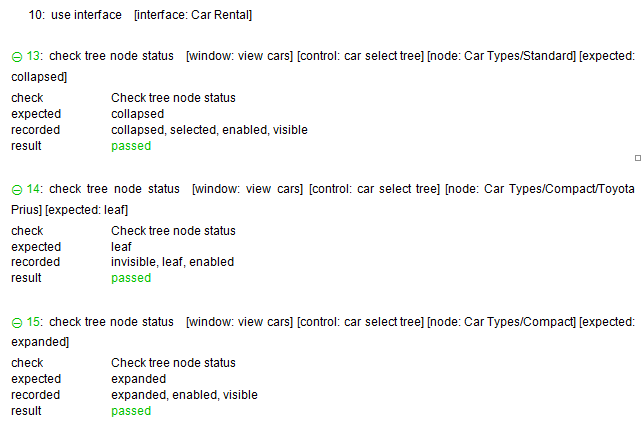 10: use interface [interface: Car Rental]
13: check tree node status [window: view cars] [control: car select tree] [node: Car Types/Standard] [expected:
collapsed]
check Check tree node status
expected collapsed
recorded collapsed, selected, enabled, visible
result passed
14: check tree node status [window: view cars] [control: car select tree] [node: Car Types/Compact/Toyota
Prius] [expected: leaf]
check Check tree node status
expected leaf
recorded invisible, leaf, enabled
result passed
15: check tree node status [window: view cars] [control: car select tree] [node: Car Types/Compact] [expected:
expanded]
check Check tree node status
expected expanded
recorded expanded, enabled, visible
result passed